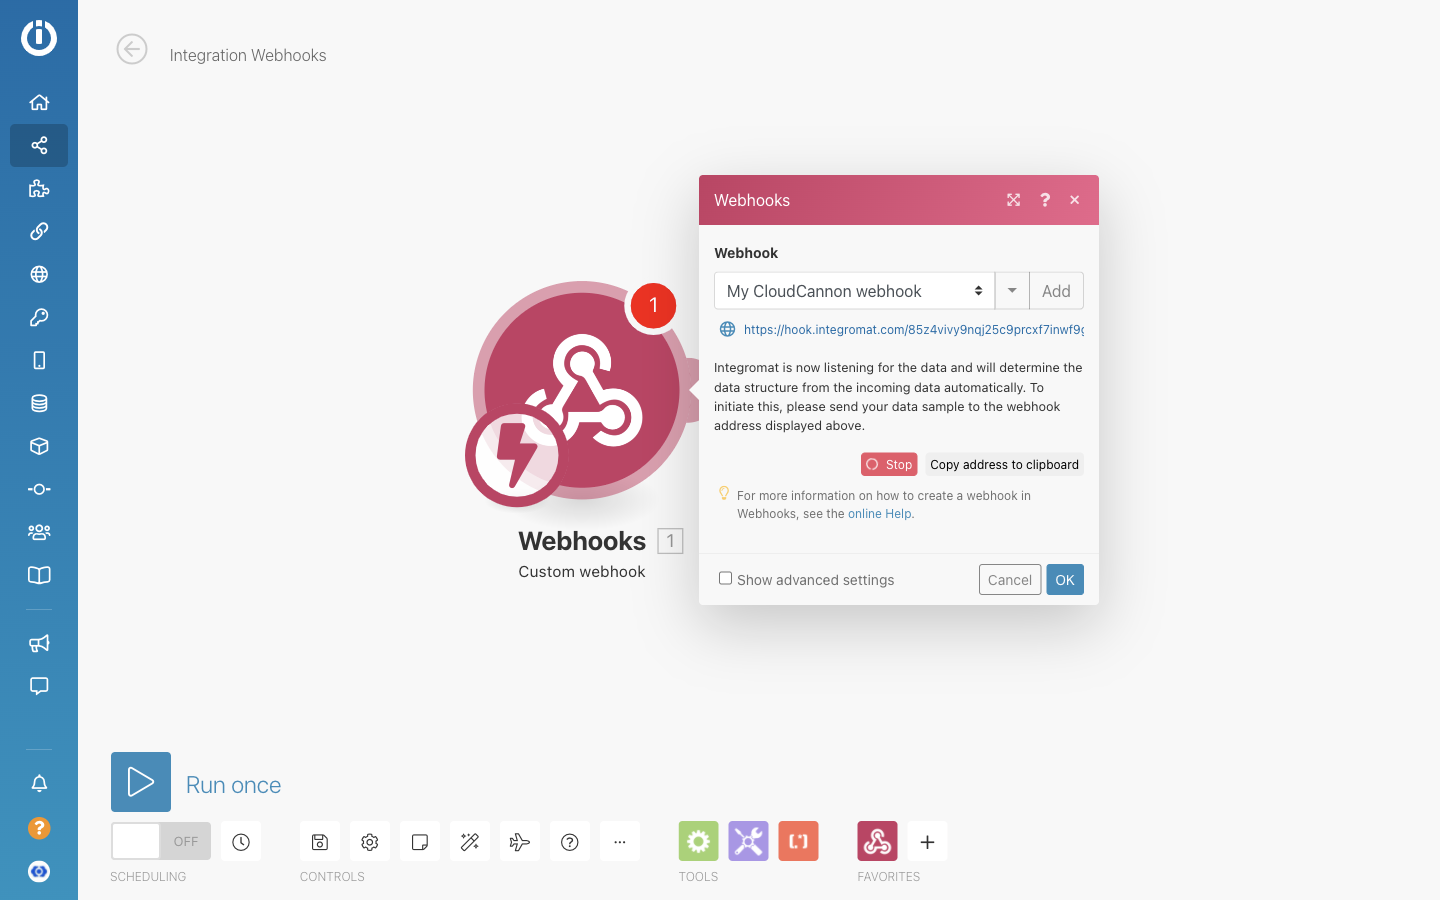 Integration Webhooks
Webhooks
?
Webhook
My CloudCannon webhook
Add
https://hook.integromat.com/85z4vivy9nqj25c9prcxf7inwf9g
Integromat is now listening for the data and will determine the
data structure from the incoming data automatically. To
initiate this, please send your data sample to the webhook
address displayed above.
Stop
Copy address to clipboard
For more information on how to create a webhook in
Webhooks, see the online Help.
Show advanced settings
Cancel
OK
1
Webhooks 1
Custom webhook
Run once
OFF
SCHEDULING
CONTROLS
TOOLS
FAVORITES